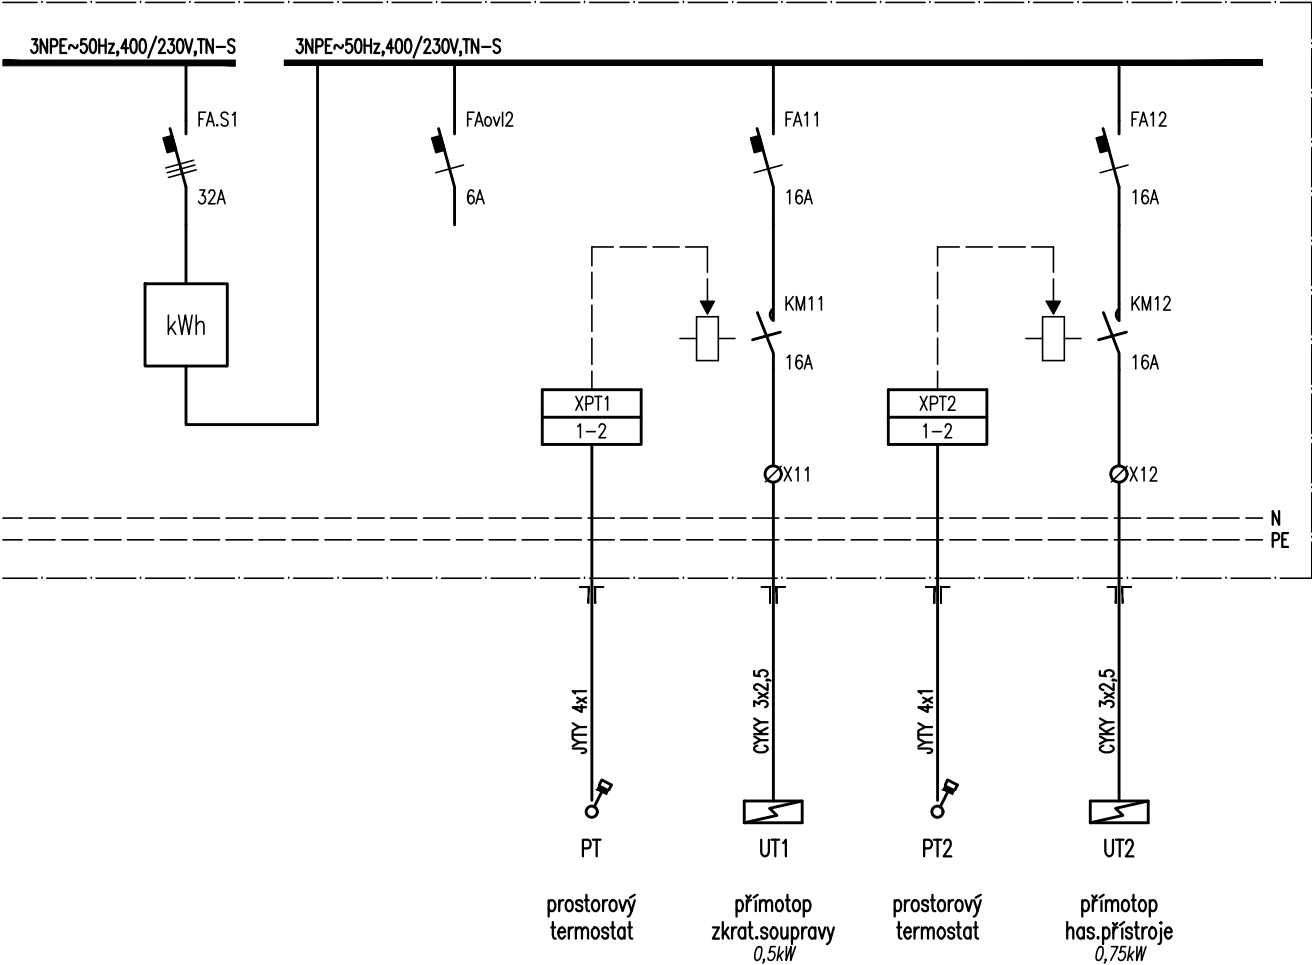 3NPE~50Hz,400/230V,TN-S
3NPE~50Hz,400/230V,TN-S
FA.S1
FAovl2
FA11
FA12
32A
6A
16A
16A
KM11
KM12
kWh
16A
16A
XPT1
XPT2
1-2
1-2
X11
X12
N
PE
JYTY 4x1
CYKY 3x2,5
JYTY 4x1
CYKY 3x2,5
PT
UT1
PT2
UT2
prostorový
termostat
přímotop
zkrat.soupravy
0,5kW
prostorový
termostat
přímotop
has.přístroje
0,75kW